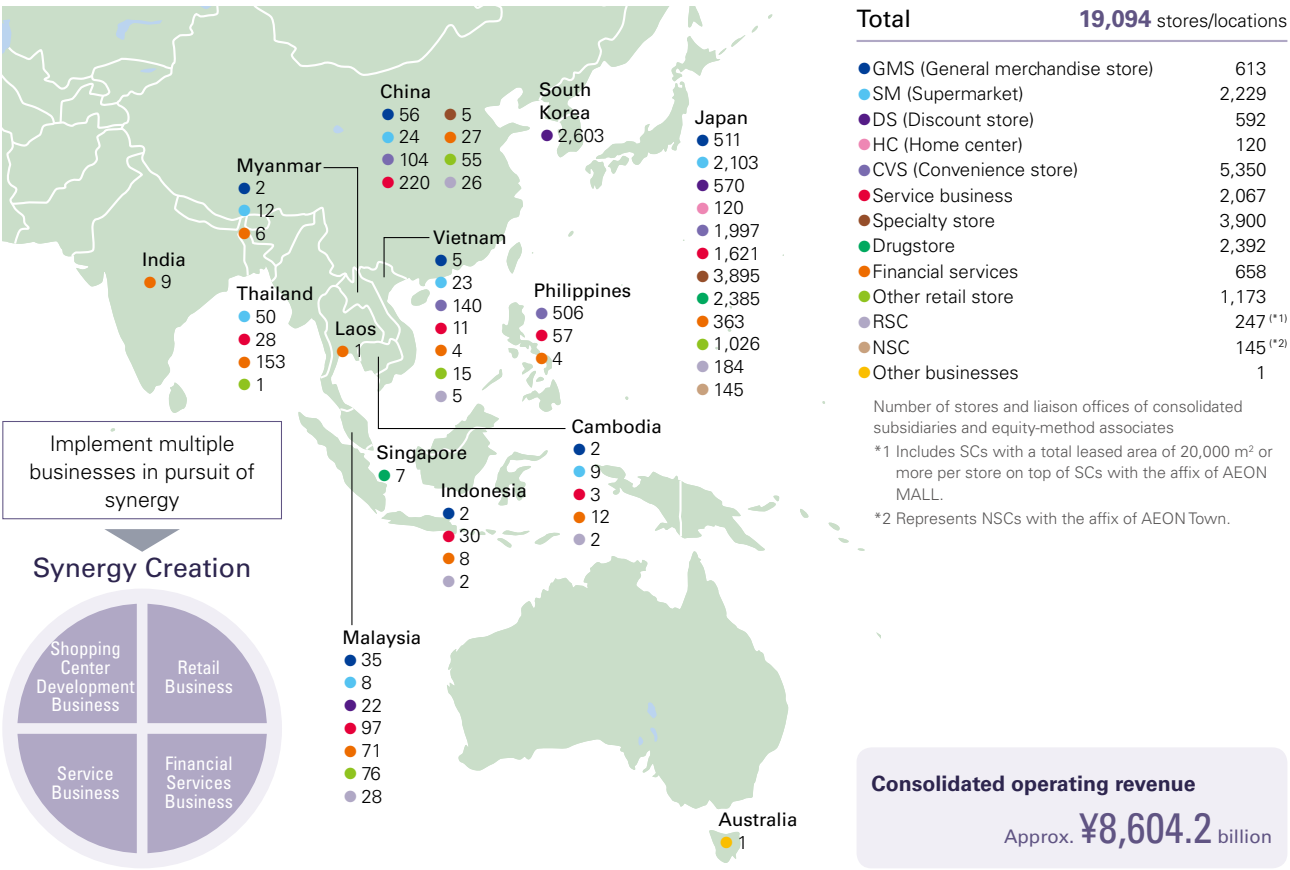 China
56
24
104
220
5
27
55
26
South
Korea
2,603
Japan
511
2,103
570
120
1,997
1,621
3,895
2,385
363
1,026
184
145
Myanmar
2
12
6
India
9
Thailand
50
28
153
1
Laos
1
Vietnam
5
23
140
11
4
15
5
Philippines
506
57
4
Cambodia
2
9
3
12
2
Singapore
7
Indonesia
2
30
8
2
Malaysia
35
8
22
97
71
76
28
Australia
1
Implement multiple
businesses in pursuit of
synergy
Synergy Creation
Shopping
Center
Development
Business
Retail
Business
Service
Business
Financial
Services
Business
Total 19,094 stores/locations
GMS (General merchandise store) 613
SM (Supermarket) 2,229
DS (Discount store) 592
HC (Home center) 120
CVS (Convenience store) 5,350
Service business 2,067
Specialty store 3,900
Drugstore 2,392
Financial services 658
Other retail store 1,173
RSC 247 (*1)
NSC 145 (*2)
Other businesses 1
Number of stores and liaison offices of consolidated
subsidiaries and equity-method associates
*1 Includes SCs with a total leased area of 20,000 m² or
more per store on top of SCs with the affix of AEON
MALL.
*2 Represents NSCs with the affix of AEON Town.
Consolidated operating revenue
Approx. ¥8,604.2 billion